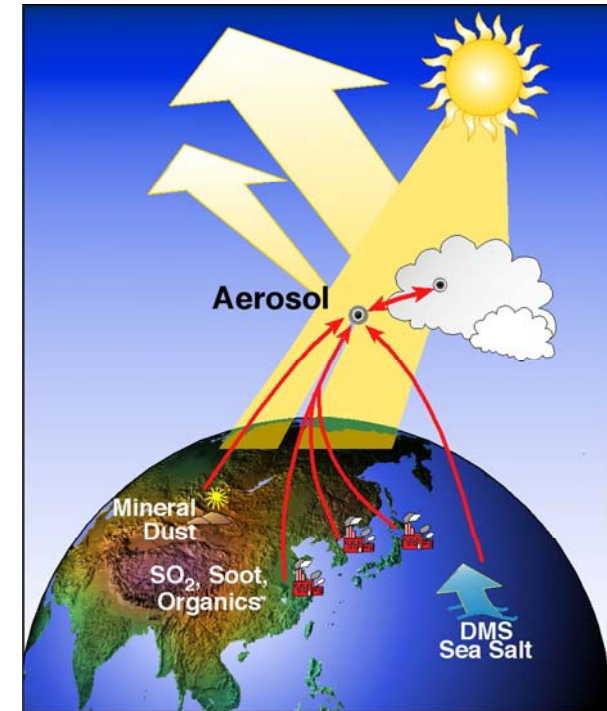 Aerosol
Mineral
Dust
SO₂, Soot,
Organics
DMS
Sea Salt